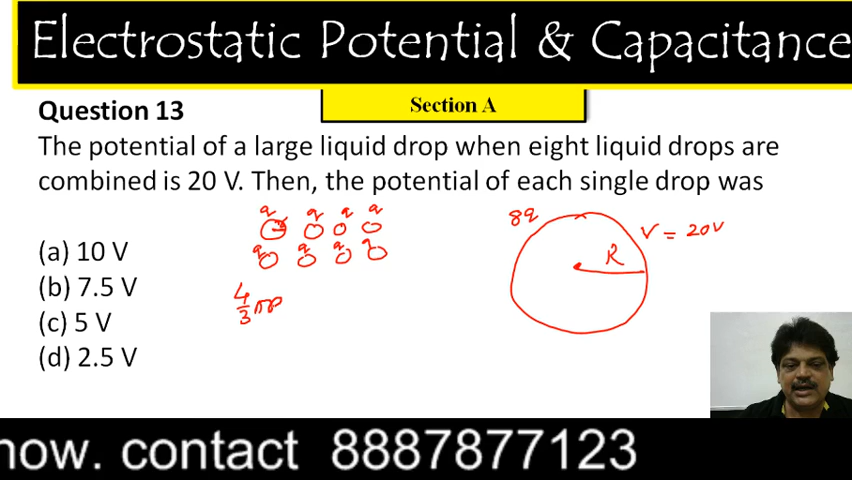 Electrostatic Potential & Capacitance
Section A
Question 13
The potential of a large liquid drop when eight liquid drops are
combined is 20 V. Then, the potential of each single drop was
(a) 10 V
(b) 7.5 V
(c) 5 V
(d) 2.5 V
q q q q
q q q q
4/3 π
8q
V = 20V
R
now. contact 8887877123